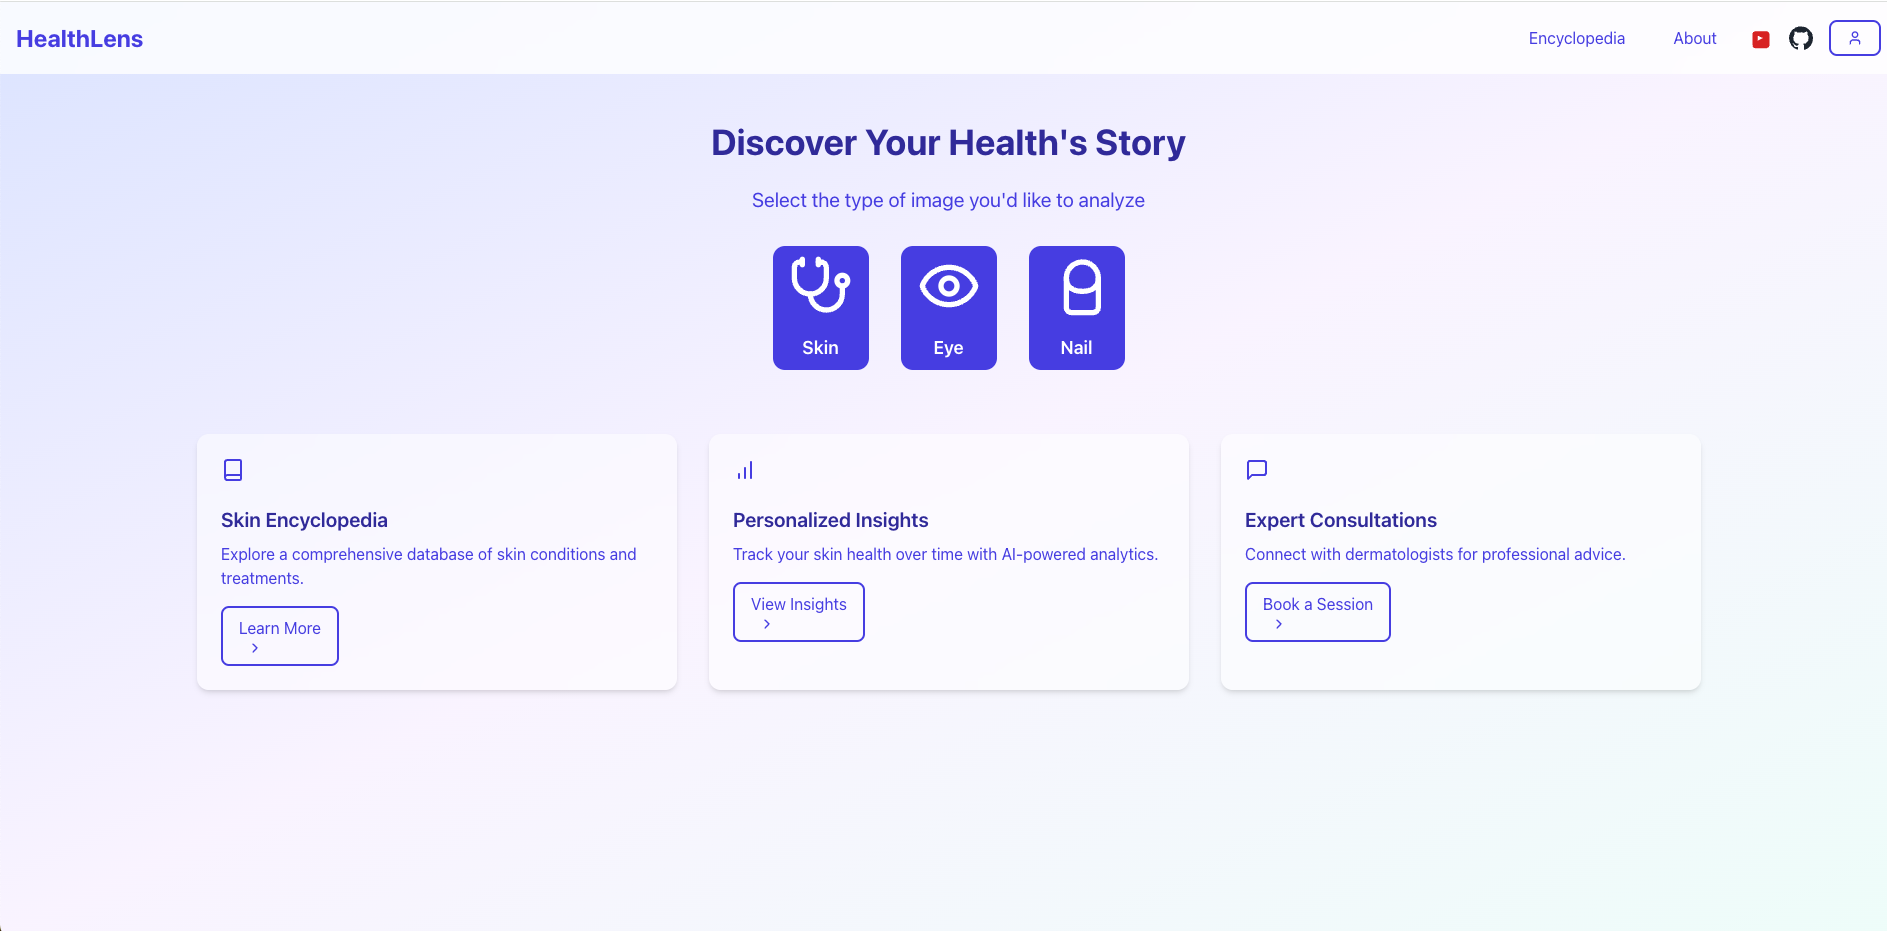 HealthLens
Encyclopedia
About
Discover Your Health's Story
Select the type of image you'd like to analyze
Skin
Eye
Nail
Skin Encyclopedia
Explore a comprehensive database of skin conditions and
treatments.
Learn More
Personalized Insights
Track your skin health over time with AI-powered analytics.
View Insights
Expert Consultations
Connect with dermatologists for professional advice.
Book a Session